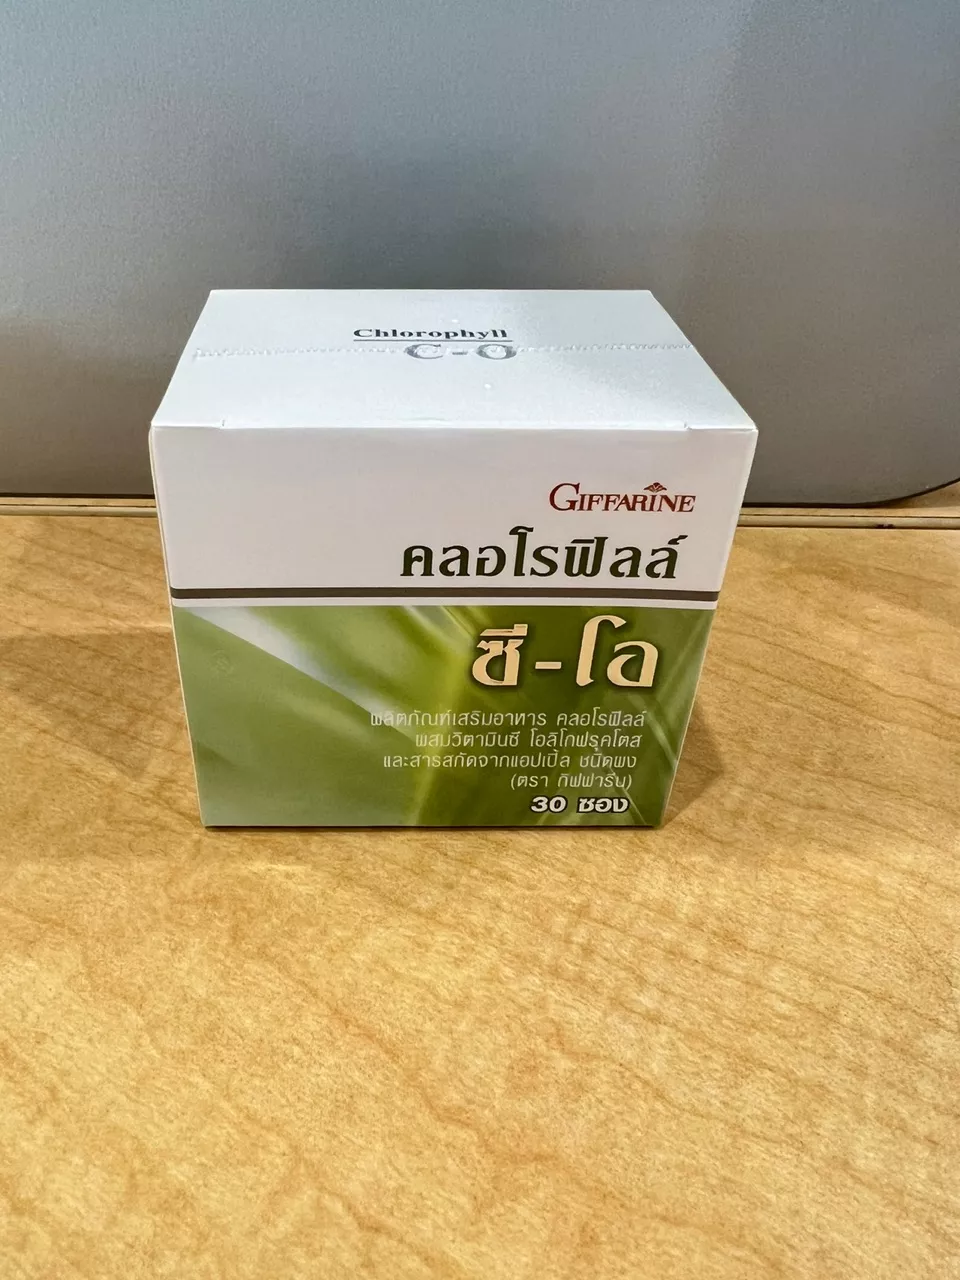 Chlorophyll
C-O
GIFFARINE
คลอโรฟิลล์
ซี-โอ
ผลิตภัณฑ์เสริมอาหาร คลอโรฟิลล์
ผสมวิตามินซี โอลิโกฟรุคโตส
และสารสกัดจากแอปเปิ้ล ชนิดผง
(ตรา กิฟฟารีน)
30 ซอง